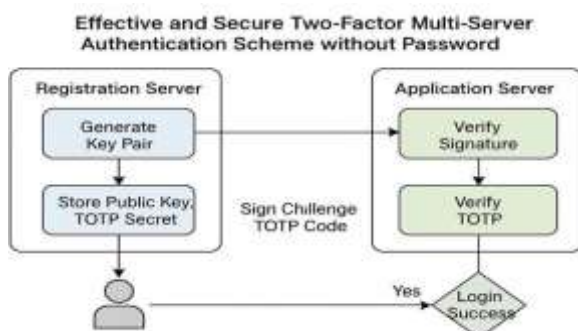 Effective and Secure Two-Factor Multi-Server
Authentication Scheme without Password
Registration Server
Generate
Key Pair
Store Public Key,
TOTP Secret
Sign Chillenge
TOTP Code
Application Server
Verify
Signature
Verify
TOTP
Yes
Login
Success